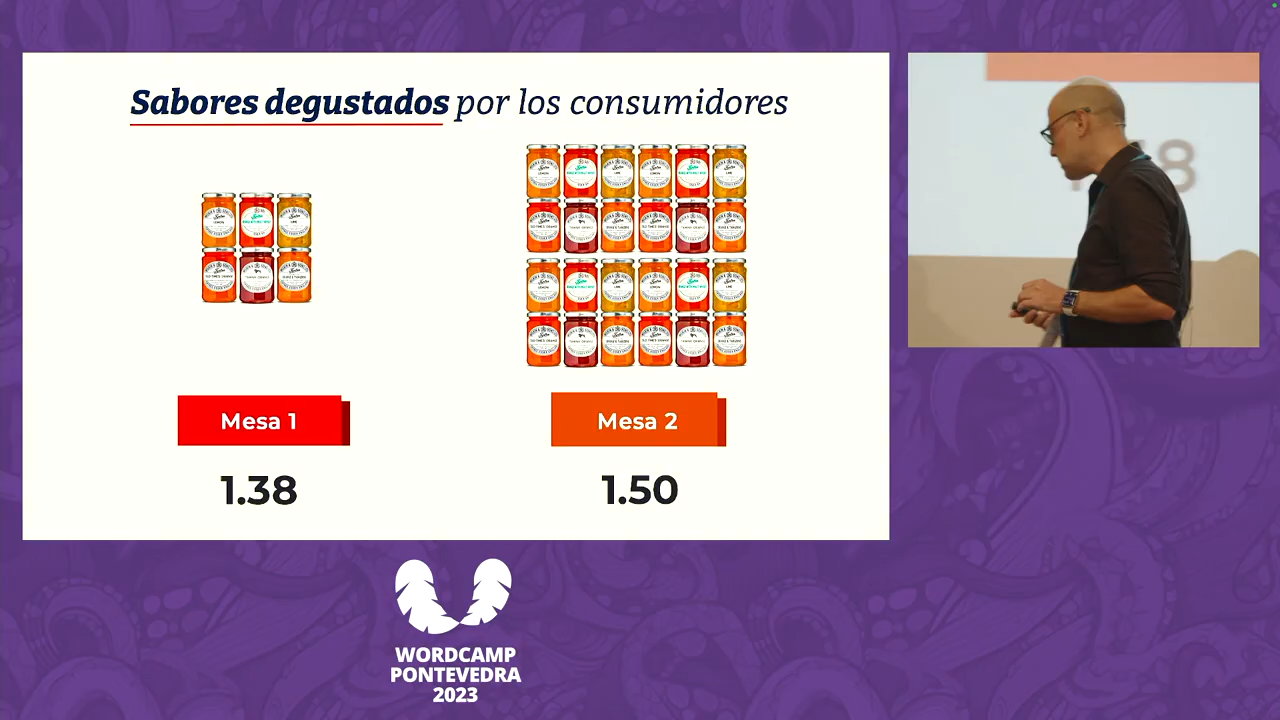 Sabores degustados por los consumidores
Mesa 1
Mesa 2
1.38
1.50
WORDCAMP
PONTEVEDRA
2023